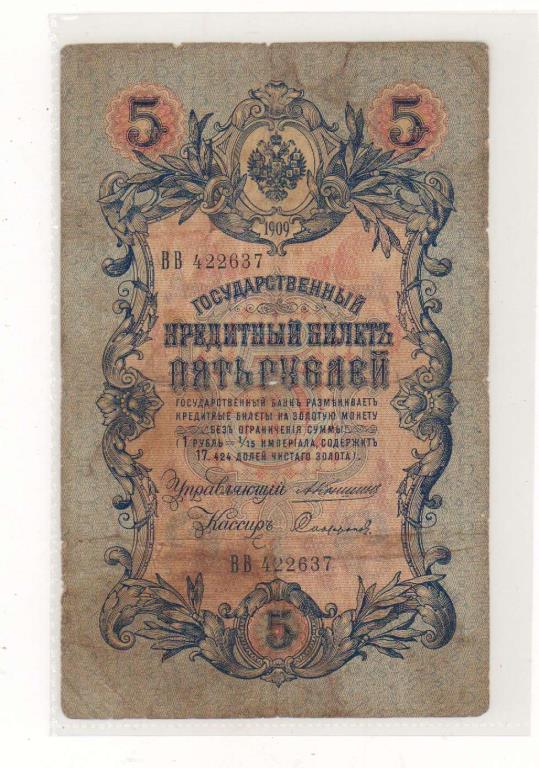 5 5
1909
ВВ 422637
ГОСУДАРСТВЕННЫЙ
КРЕДИТНЫЙ БИЛЕТЪ
ПЯТЬ РУБЛЕЙ
ГОСУДАРСТВЕННЫЙ БАНКЪ РАЗМѢНИВАЕТЪ
КРЕДИТНЫЕ БИЛЕТЫ НА ЗОЛОТУЮ МОНЕТУ
БЕЗЪ ОГРАНИЧЕНІЯ СУММЫ
(1 РУБЛЬ = 1/15 ИМПЕРІАЛА, СОДЕРЖИТЪ
17,424 ДОЛЕЙ ЧИСТАГО ЗОЛОТА).
Управляющій
Кассиръ
ВВ 422637
5